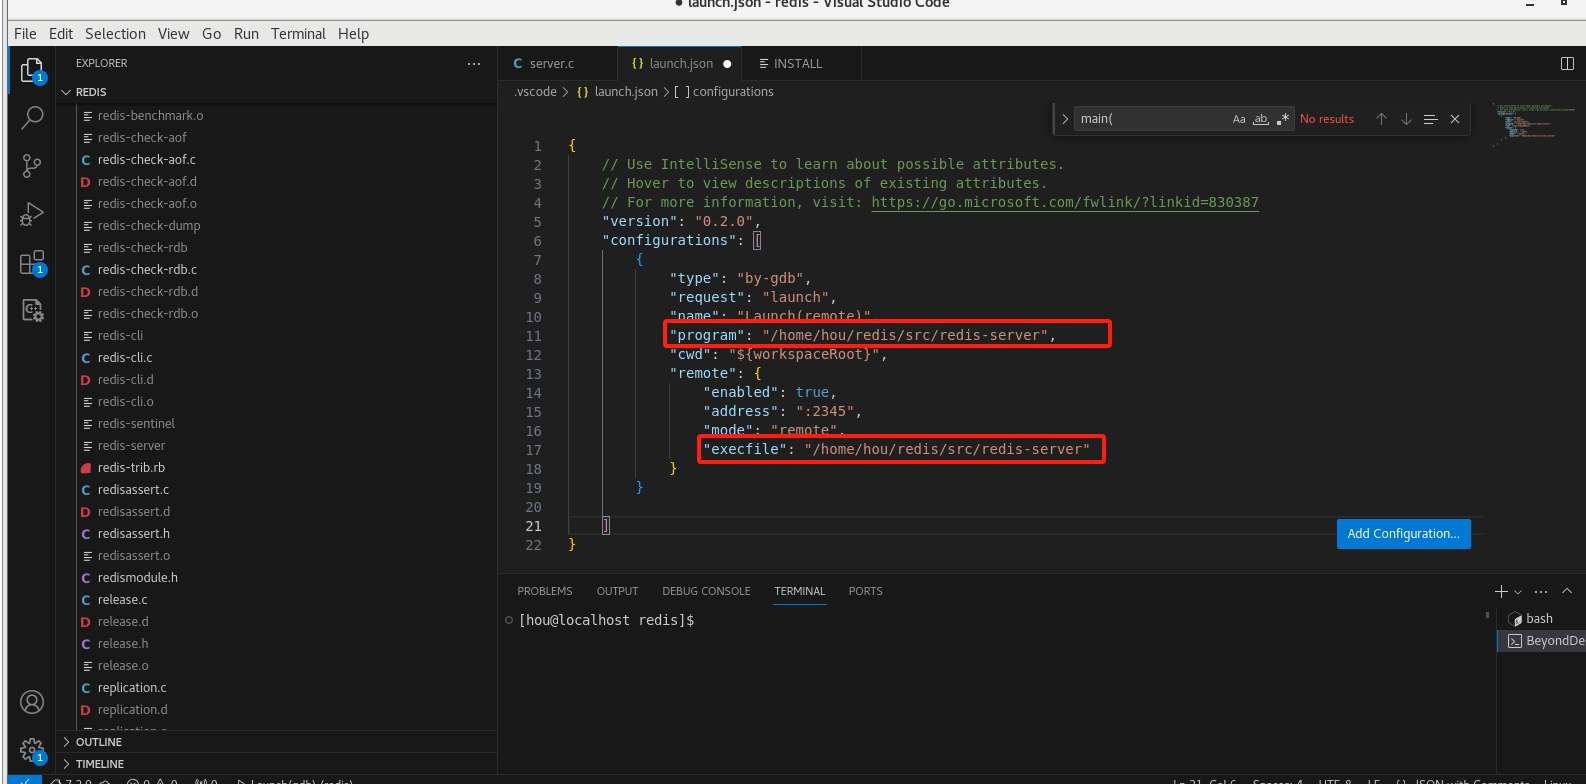 launch.json - redis - Visual Studio Code
File Edit Selection View Go Run Terminal Help
EXPLORER
server.c
launch.json
INSTALL
REDIS
.vscode > {} launch.json > [ ] configurations
main(
Aa ab .*
No results
redis-benchmark.o
redis-check-aof
redis-check-aof.c
redis-check-aof.d
redis-check-aof.o
redis-check-dump
redis-check-rdb
redis-check-rdb.c
redis-check-rdb.d
redis-check-rdb.o
redis-cli
redis-cli.c
redis-cli.d
redis-cli.o
redis-sentinel
redis-server
redis-trib.rb
redisassert.c
redisassert.d
redisassert.h
redisassert.o
redismodule.h
release.c
release.d
release.h
release.o
replication.c
replication.d
OUTLINE
TIMELINE
1 {
2 // Use IntelliSense to learn about possible attributes.
3 // Hover to view descriptions of existing attributes.
4 // For more information, visit: https://go.microsoft.com/fwlink/?linkid=830387
5 "version": "0.2.0",
6 "configurations": [
7 {
8 "type": "by-gdb",
9 "request": "launch",
10 "name": "Launch(remote)"
11 "program": "/home/hou/redis/src/redis-server",
12 "cwd": "${workspaceRoot}",
13 "remote": {
14 "enabled": true,
15 "address": ":2345",
16 "mode": "remote",
17 "execfile": "/home/hou/redis/src/redis-server"
18 }
19 }
20
21 ]
22 }
Add Configuration...
PROBLEMS OUTPUT DEBUG CONSOLE TERMINAL PORTS
[hou@localhost redis]$
bash
BeyondDe